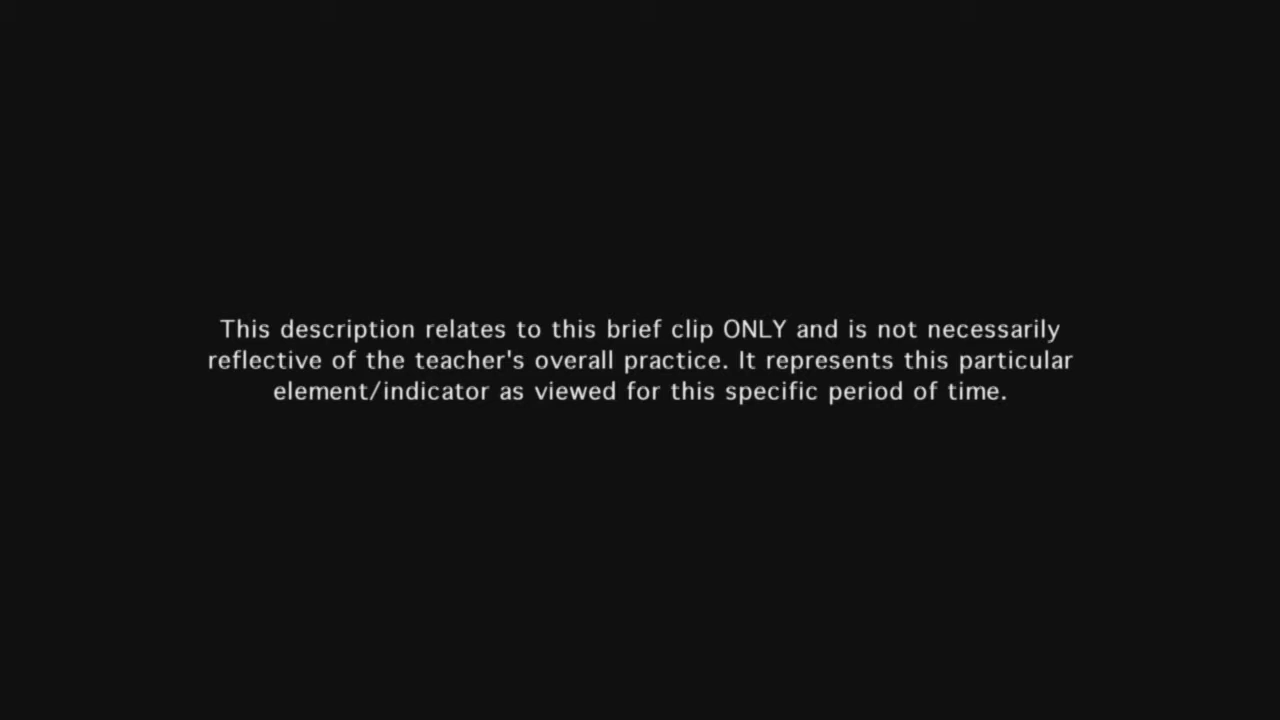 This description relates to this brief clip ONLY and is not necessarily
reflective of the teacher's overall practice. It represents this particular
element/indicator as viewed for this specific period of time.